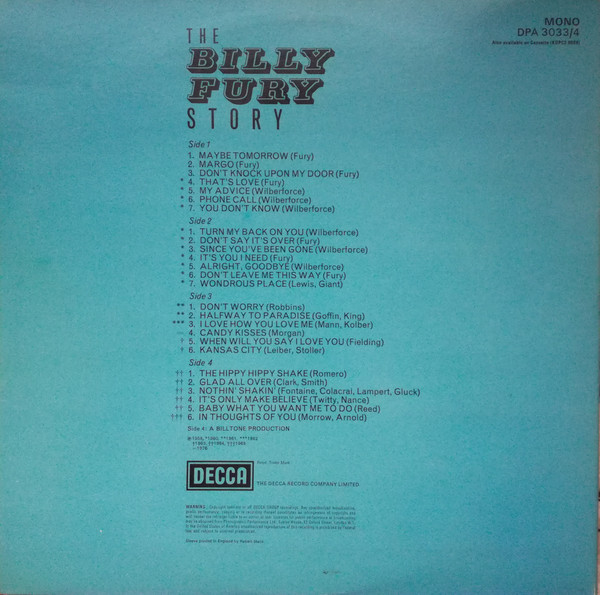 MONO
DPA 3033/4
Also available on Cassette
THE
BILLY
FURY
STORY
Side 1
1. MAYBE TOMORROW (Fury)
2. MARGO (Fury)
3. DON'T KNOCK UPON MY DOOR (Fury)
* 4. THAT'S LOVE (Fury)
* 5. MY ADVICE (Wilberforce)
* 6. PHONE CALL (Wilberforce)
* 7. YOU DON'T KNOW (Wilberforce)
Side 2
* 1. TURN MY BACK ON YOU (Wilberforce)
* 2. DON'T SAY IT'S OVER (Fury)
* 3. SINCE YOU'VE BEEN GONE (Wilberforce)
* 4. IT'S YOU I NEED (Fury)
* 5. ALRIGHT, GOODBYE (Wilberforce)
* 6. DON'T LEAVE ME THIS WAY (Fury)
* 7. WONDROUS PLACE (Lewis, Giant)
Side 3
** 1. DON'T WORRY (Robbins)
** 2. HALFWAY TO PARADISE (Goffin, King)
*** 3. I LOVE HOW YOU LOVE ME (Mann, Kolber)
— 4. CANDY KISSES (Morgan)
† 5. WHEN WILL YOU SAY I LOVE YOU (Fielding)
† 6. KANSAS CITY (Leiber, Stoller)
Side 4
†† 1. THE HIPPY HIPPY SHAKE (Romero)
†† 2. GLAD ALL OVER (Clark, Smith)
†† 3. NOTHIN' SHAKIN' (Fontaine, Colacrai, Lampert, Gluck)
†† 4. IT'S ONLY MAKE BELIEVE (Twitty, Nance)
†† 5. BABY WHAT YOU WANT ME TO DO (Reed)
††† 6. IN THOUGHTS OF YOU (Morrow, Arnold)
Side 4: A BILLTONE PRODUCTION
DECCA
THE DECCA RECORD COMPANY LIMITED